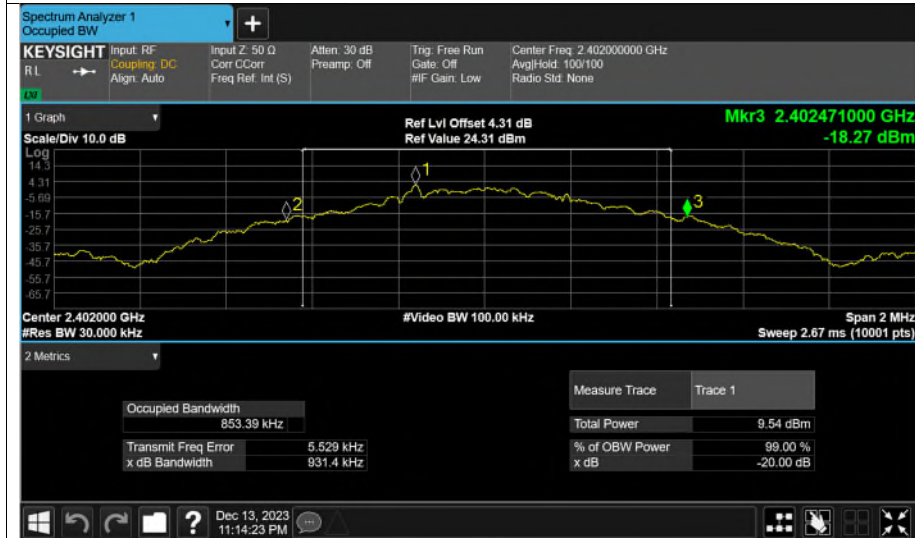 Spectrum Analyzer 1
Occupied BW
+
KEYSIGHT
RL
LXI
Input: RF
Coupling: DC
Align: Auto
Input Z: 50 Ω
Corr CCorr
Freq Ref: Int (S)
Atten: 30 dB
Preamp: Off
Trig: Free Run
Gate: Off
#IF Gain: Low
Center Freq: 2.402000000 GHz
Avg|Hold: 100/100
Radio Std: None
1 Graph
Scale/Div 10.0 dB
Ref Lvl Offset 4.31 dB
Ref Value 24.31 dBm
Mkr3 2.402471000 GHz
-18.27 dBm
Log
14.3
4.31
-5.69
-15.7
-25.7
-35.7
-45.7
-55.7
-65.7
1
2
3
Center 2.402000 GHz
#Res BW 30.000 kHz
#Video BW 100.00 kHz
Span 2 MHz
Sweep 2.67 ms (10001 pts)
2 Metrics
Occupied Bandwidth
853.39 kHz
Transmit Freq Error 5.529 kHz
x dB Bandwidth 931.4 kHz
Measure Trace Trace 1
Total Power 9.54 dBm
% of OBW Power 99.00 %
x dB -20.00 dB
?
Dec 13, 2023
11:14:23 PM